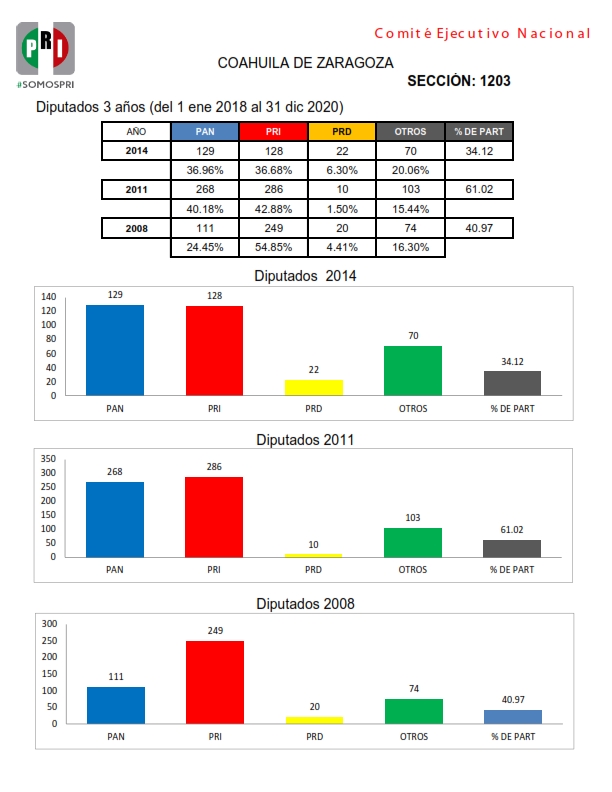 Comité Ejecutivo Nacional
PRI
#SOMOSPRI
COAHUILA DE ZARAGOZA
SECCIÓN: 1203
Diputados 3 años (del 1 ene 2018 al 31 dic 2020)
AÑO PAN PRI PRD OTROS % DE PART
2014 129 128 22 70 34.12
36.96% 36.68% 6.30% 20.06%
2011 268 286 10 103 61.02
40.18% 42.88% 1.50% 15.44%
2008 111 249 20 74 40.97
24.45% 54.85% 4.41% 16.30%
Diputados 2014
140
120
100
80
60
40
20
0
129 128 22 70 34.12
PAN PRI PRD OTROS % DE PART
Diputados 2011
350
300
250
200
150
100
50
0
268 286 10 103 61.02
PAN PRI PRD OTROS % DE PART
Diputados 2008
300
250
200
150
100
50
0
111 249 20 74 40.97
PAN PRI PRD OTROS % DE PART